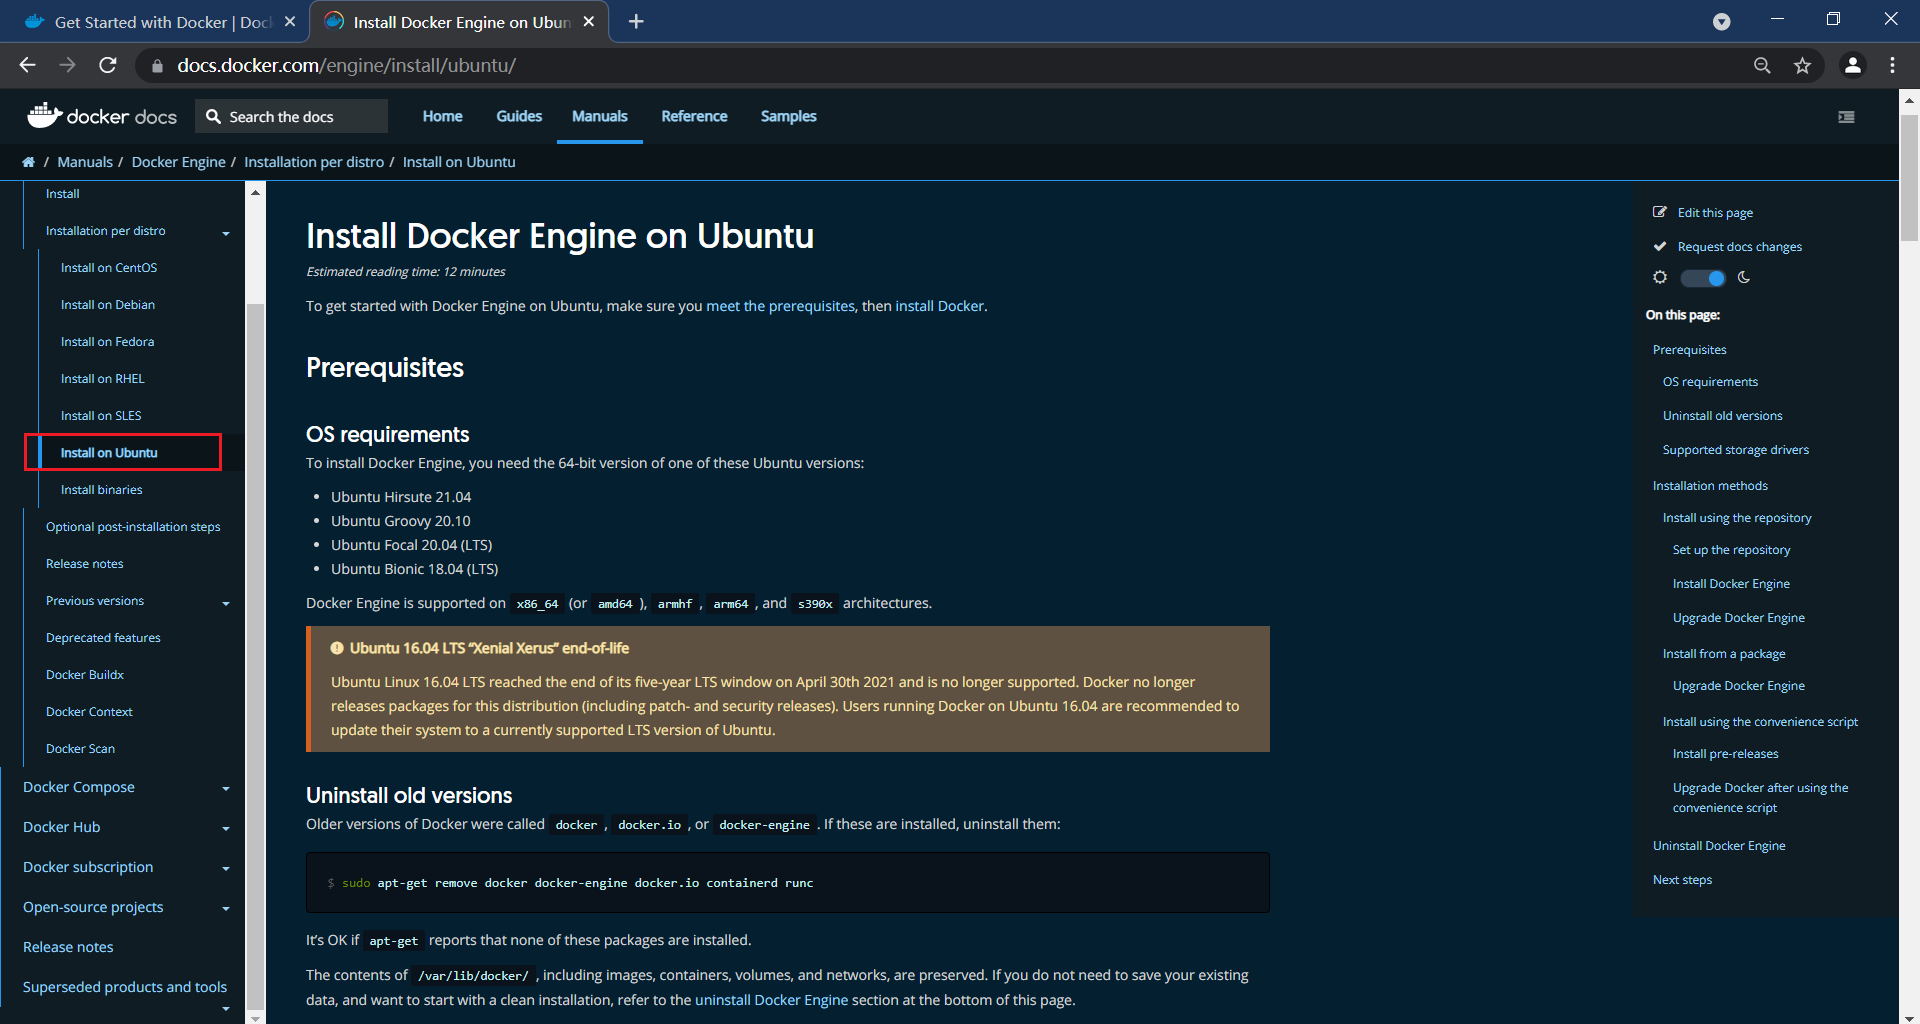 Get Started with Docker | Doc
Install Docker Engine on Ubun
docs.docker.com/engine/install/ubuntu/
docker docs
Search the docs
Home
Guides
Manuals
Reference
Samples
/ Manuals / Docker Engine / Installation per distro / Install on Ubuntu
Install
Installation per distro
Install on CentOS
Install on Debian
Install on Fedora
Install on RHEL
Install on SLES
Install on Ubuntu
Install binaries
Optional post-installation steps
Release notes
Previous versions
Deprecated features
Docker Buildx
Docker Context
Docker Scan
Docker Compose
Docker Hub
Docker subscription
Open-source projects
Release notes
Superseded products and tools
Install Docker Engine on Ubuntu
Estimated reading time: 12 minutes
To get started with Docker Engine on Ubuntu, make sure you meet the prerequisites, then install Docker.
Prerequisites
OS requirements
To install Docker Engine, you need the 64-bit version of one of these Ubuntu versions:
• Ubuntu Hirsute 21.04
• Ubuntu Groovy 20.10
• Ubuntu Focal 20.04 (LTS)
• Ubuntu Bionic 18.04 (LTS)
Docker Engine is supported on x86_64 (or amd64 ), armhf , arm64 , and s390x architectures.
Ubuntu 16.04 LTS “Xenial Xerus” end-of-life
Ubuntu Linux 16.04 LTS reached the end of its five-year LTS window on April 30th 2021 and is no longer supported. Docker no longer
releases packages for this distribution (including patch- and security releases). Users running Docker on Ubuntu 16.04 are recommended to
update their system to a currently supported LTS version of Ubuntu.
Uninstall old versions
Older versions of Docker were called docker , docker.io , or docker-engine . If these are installed, uninstall them:
$ sudo apt-get remove docker docker-engine docker.io containerd runc
It’s OK if apt-get reports that none of these packages are installed.
The contents of /var/lib/docker/ , including images, containers, volumes, and networks, are preserved. If you do not need to save your existing
data, and want to start with a clean installation, refer to the uninstall Docker Engine section at the bottom of this page.
Edit this page
Request docs changes
On this page:
Prerequisites
OS requirements
Uninstall old versions
Supported storage drivers
Installation methods
Install using the repository
Set up the repository
Install Docker Engine
Upgrade Docker Engine
Install from a package
Upgrade Docker Engine
Install using the convenience script
Install pre-releases
Upgrade Docker after using the
convenience script
Uninstall Docker Engine
Next steps